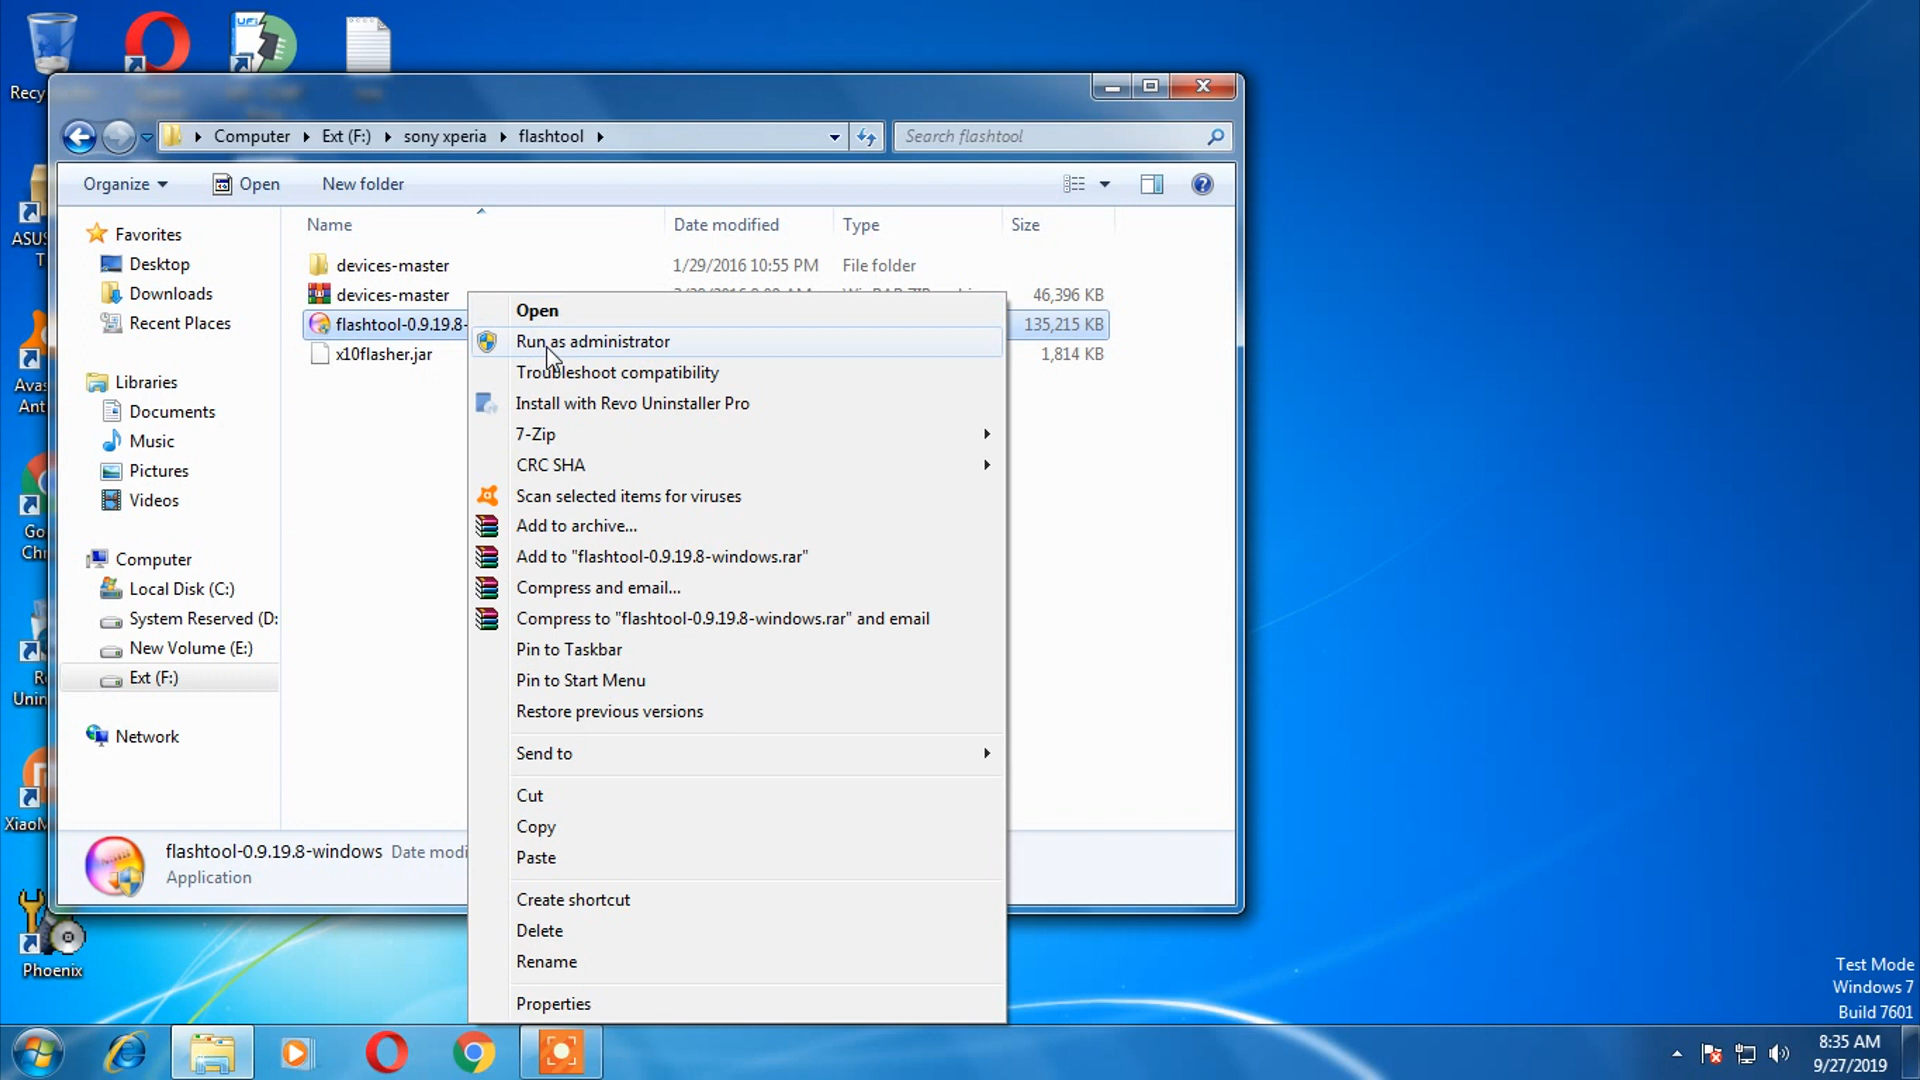 Recy
Computer
Ext (F:)
sony xperia
flashtool
Search flashtool
Organize
Open
New folder
Name
Date modified
Type
Size
Favorites
Desktop
Downloads
Recent Places
Libraries
Documents
Music
Pictures
Videos
Computer
Local Disk (C:)
System Reserved (D:
New Volume (E:)
Ext (F:)
Network
devices-master
1/29/2016 10:55 PM
File folder
devices-master
46,396 KB
flashtool-0.9.19.8-
135,215 KB
x10flasher.jar
1,814 KB
Open
Run as administrator
Troubleshoot compatibility
Install with Revo Uninstaller Pro
7-Zip
CRC SHA
Scan selected items for viruses
Add to archive...
Add to "flashtool-0.9.19.8-windows.rar"
Compress and email...
Compress to "flashtool-0.9.19.8-windows.rar" and email
Pin to Taskbar
Pin to Start Menu
Restore previous versions
Send to
Cut
Copy
Paste
Create shortcut
Delete
Rename
Properties
flashtool-0.9.19.8-windows Date modi
Application
UFi
ASUS
T
Avas
Ant
Go
Chr
R
Unin
XiaoM
Phoenix
Test Mode
Windows 7
Build 7601
8:35 AM
9/27/2019